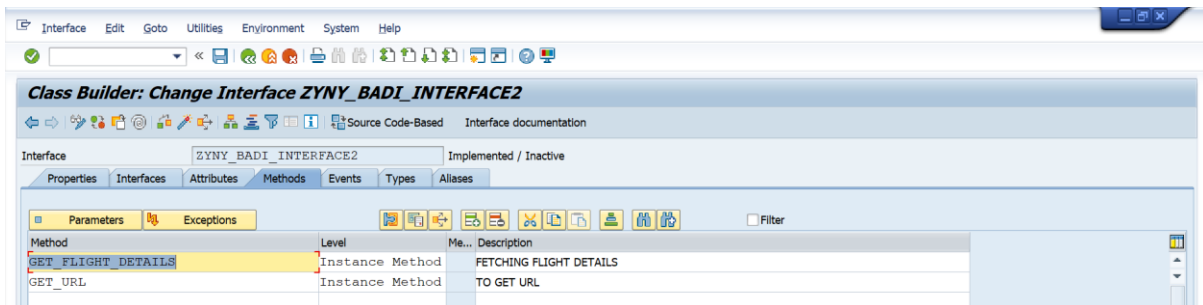 Interface Edit Goto Utilities Environment System Help
Class Builder: Change Interface ZYNY_BADI_INTERFACE2
Source Code-Based Interface documentation
Interface ZYNY_BADI_INTERFACE2 Implemented / Inactive
Properties Interfaces Attributes Methods Events Types Aliases
Parameters Exceptions Filter
Method Level Me... Description
GET_FLIGHT_DETAILS Instance Method FETCHING FLIGHT DETAILS
GET_URL Instance Method TO GET URL